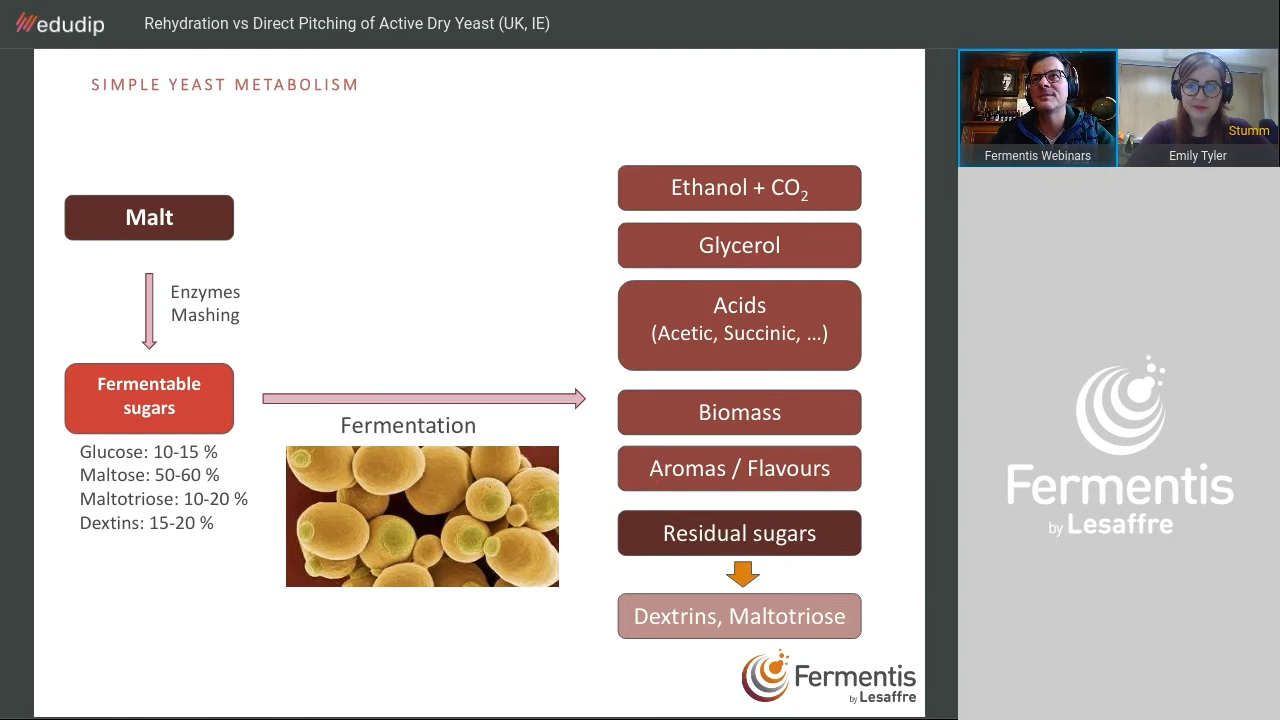 edudip
Rehydration vs Direct Pitching of Active Dry Yeast (UK, IE)
SIMPLE YEAST METABOLISM
Malt
Enzymes
Mashing
Fermentable
sugars
Glucose: 10-15 %
Maltose: 50-60 %
Maltotriose: 10-20 %
Dextins: 15-20 %
Fermentation
Ethanol + CO₂
Glycerol
Acids
(Acetic, Succinic, ...)
Biomass
Aromas / Flavours
Residual sugars
Dextrins, Maltotriose
Fermentis
by Lesaffre
Fermentis Webinars
Stumm
Emily Tyler
Fermentis
by Lesaffre